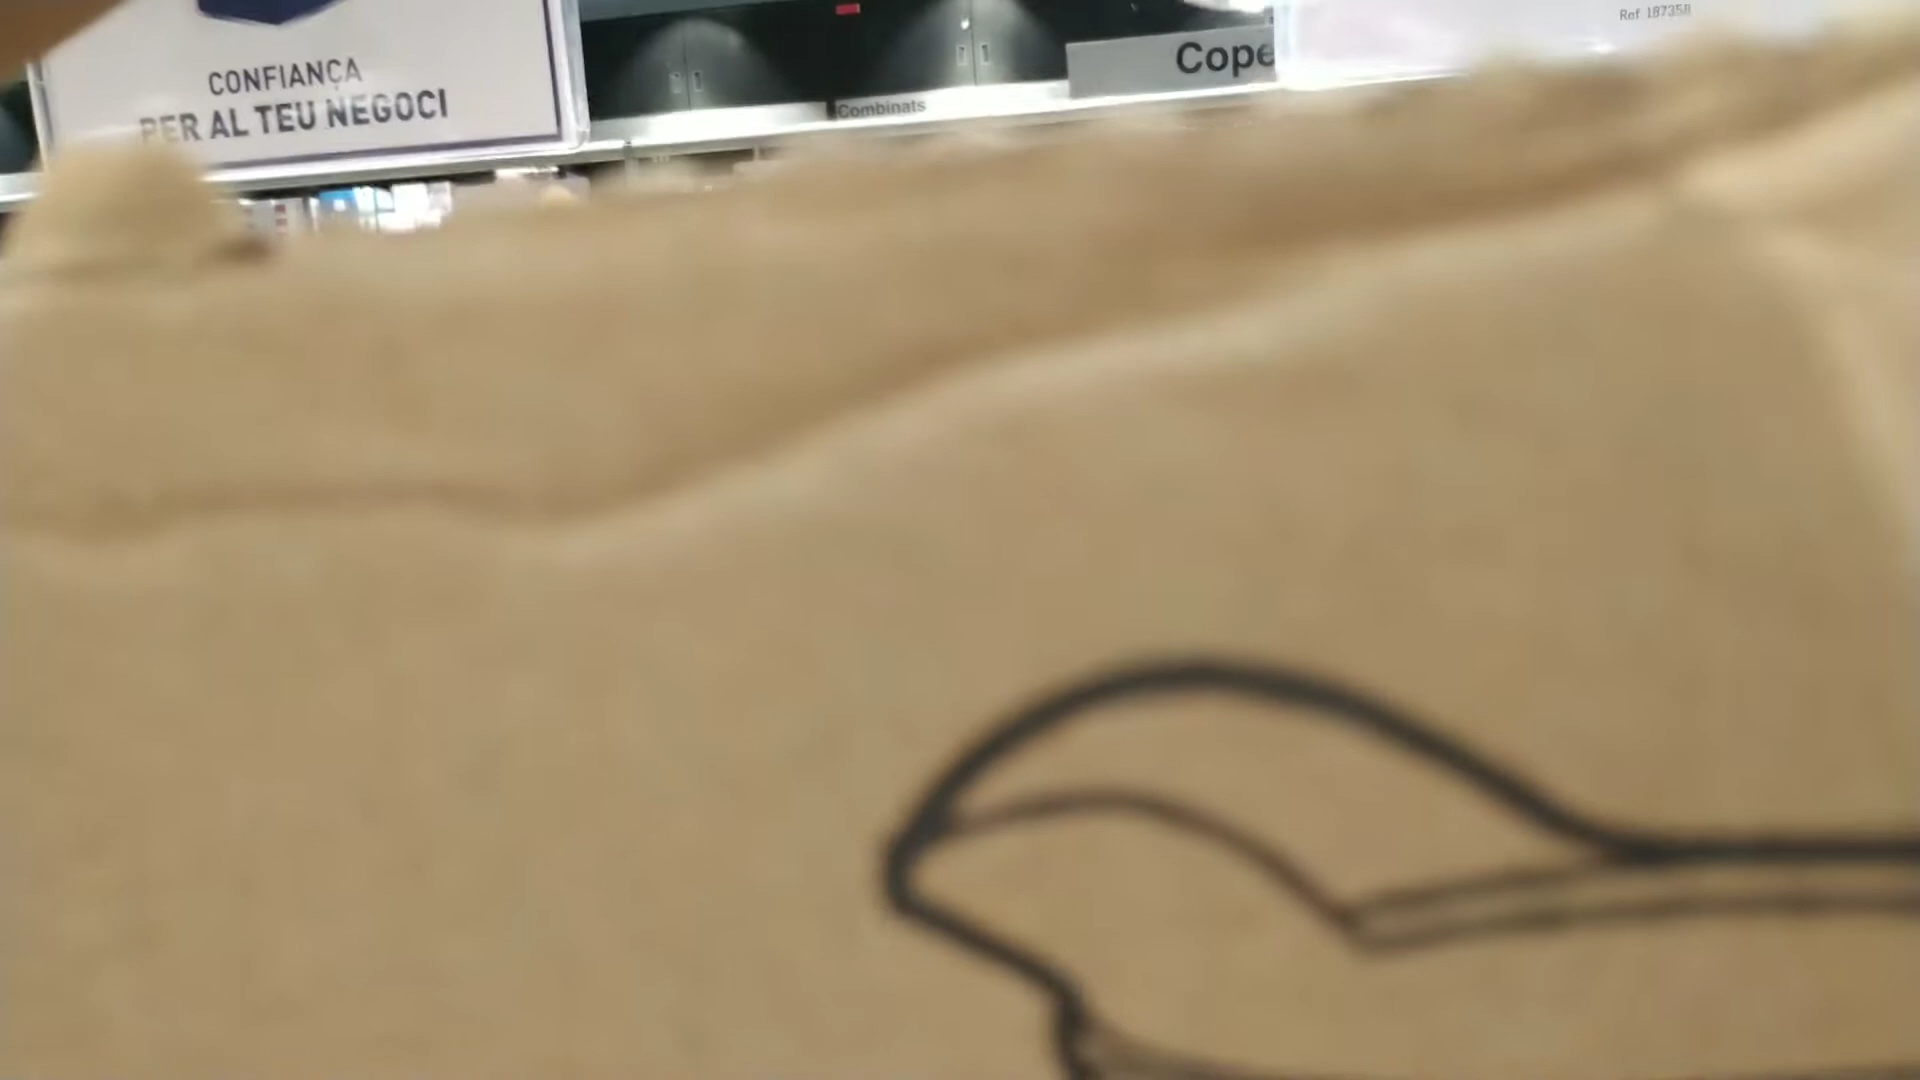 CONFIANÇA
PER AL TEU NEGOCI
Combinats
Cope
Ref 187358